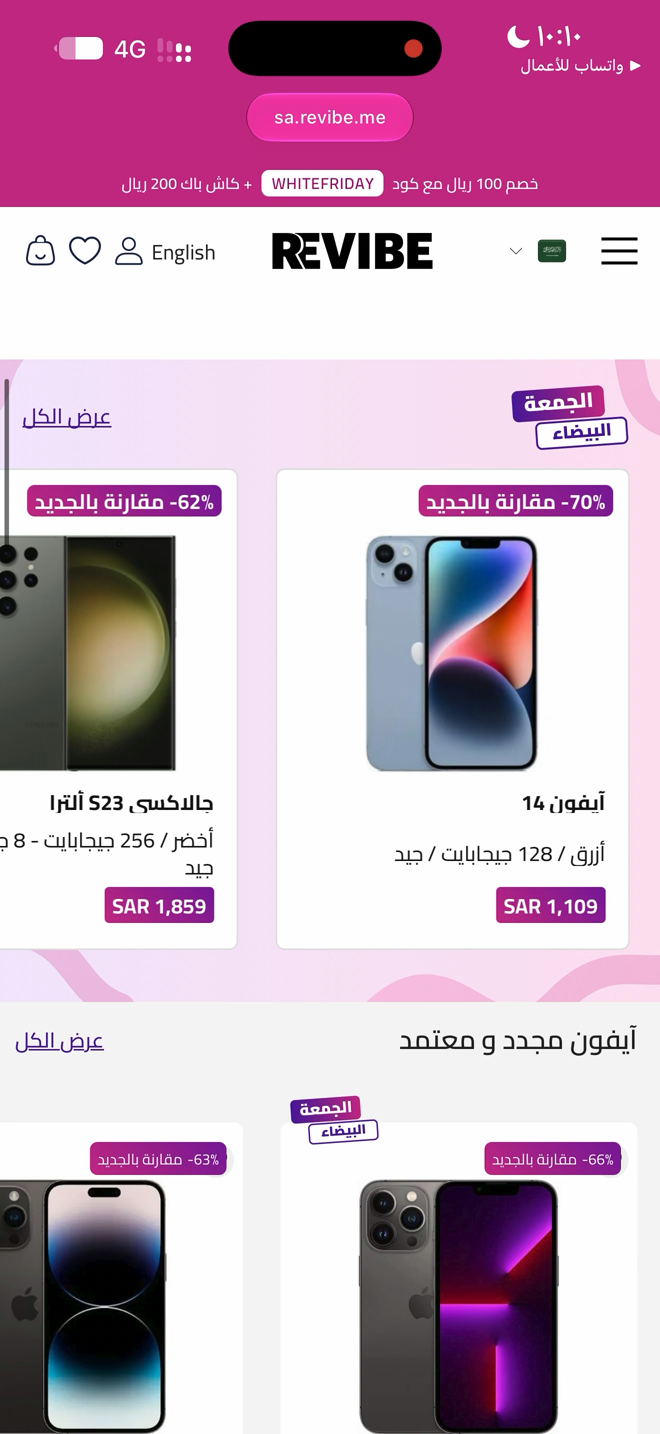 ١٠:١٠
4G
◀ واتساب للأعمال
sa.revibe.me
خصم 100 ريال مع كود WHITEFRIDAY + كاش باك 200 ريال
REVIBE
English
الجمعة
البيضاء
عرض الكل
-70% مقارنة بالجديد
آيفون 14
أزرق / 128 جيجابايت / جيد
SAR 1,109
-62% مقارنة بالجديد
جالاكسي S23 ألترا
أخضر / 256 جيجابايت - 8
جيد
SAR 1,859
آيفون مجدد و معتمد
عرض الكل
الجمعة
البيضاء
-66% مقارنة بالجديد
-63% مقارنة بالجديد